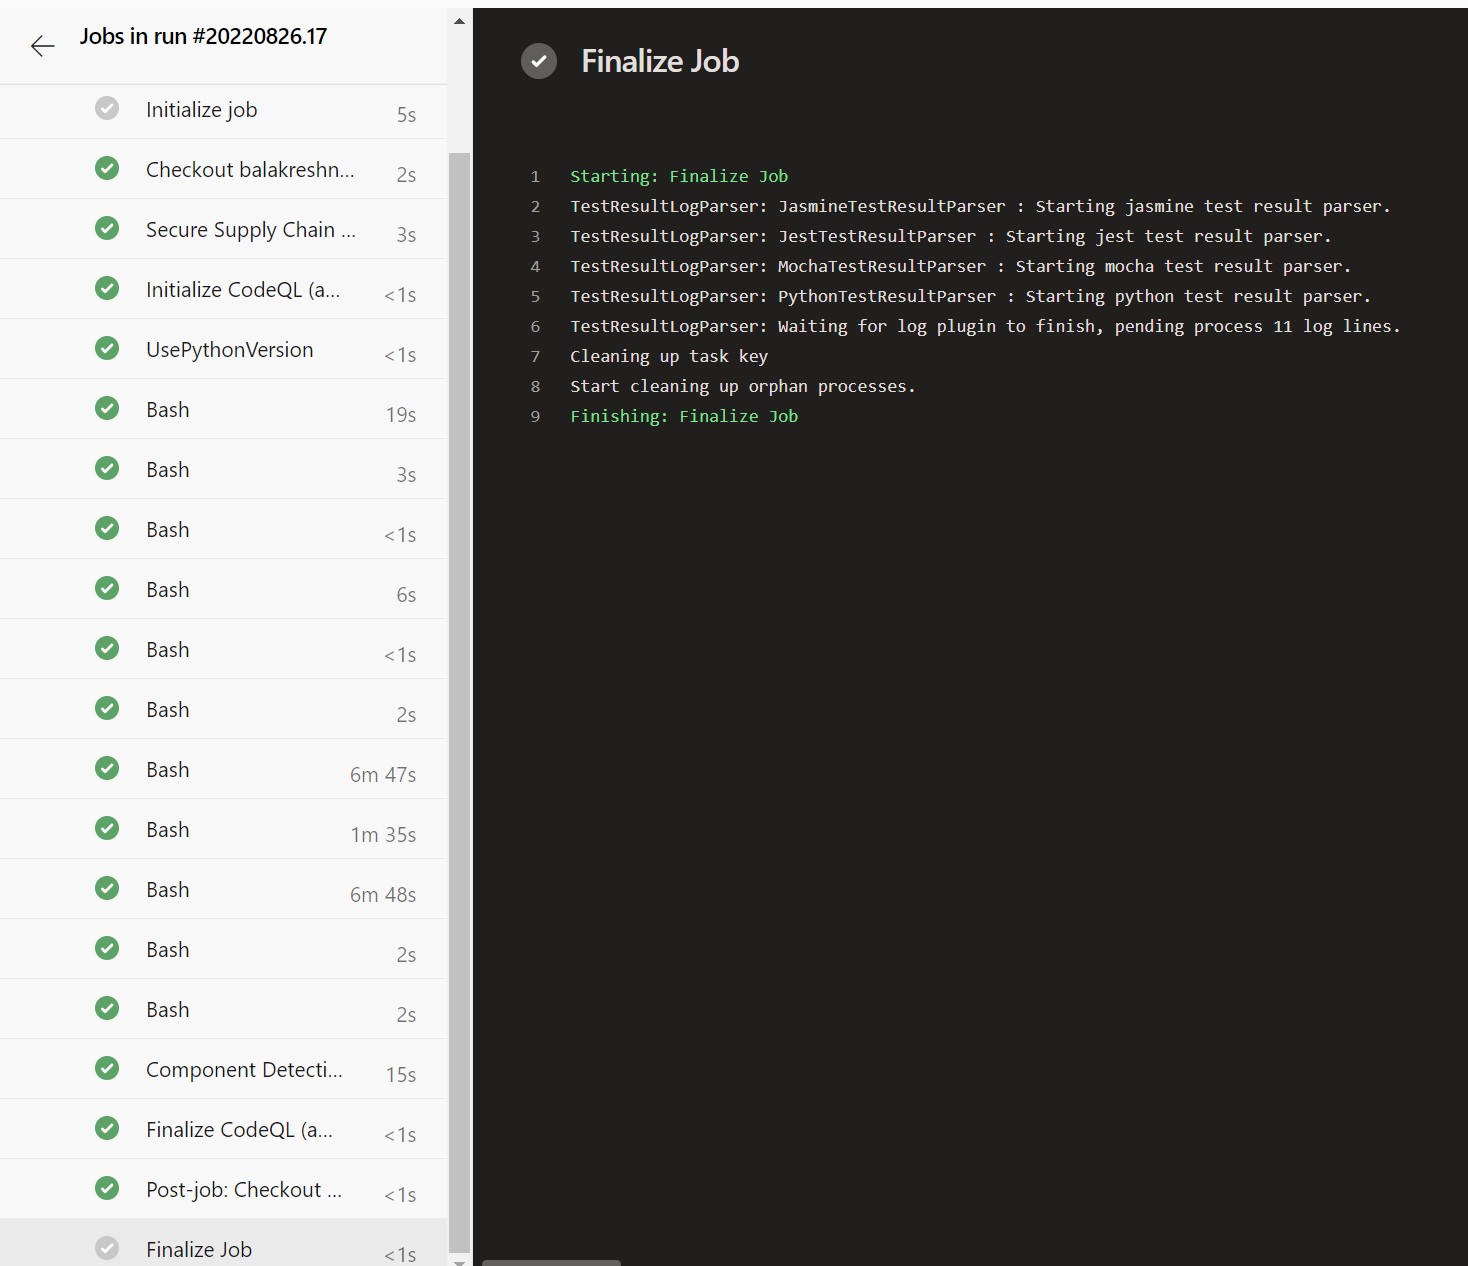 Jobs in run #20220826.17
Initialize job 5s
Checkout balakreshn... 2s
Secure Supply Chain ... 3s
Initialize CodeQL (a... <1s
UsePythonVersion <1s
Bash 19s
Bash 3s
Bash <1s
Bash 6s
Bash <1s
Bash 2s
Bash 6m 47s
Bash 1m 35s
Bash 6m 48s
Bash 2s
Bash 2s
Component Detecti... 15s
Finalize CodeQL (a... <1s
Post-job: Checkout ... <1s
Finalize Job <1s
Finalize Job
1 Starting: Finalize Job
2 TestResultLogParser: JasmineTestResultParser : Starting jasmine test result parser.
3 TestResultLogParser: JestTestResultParser : Starting jest test result parser.
4 TestResultLogParser: MochaTestResultParser : Starting mocha test result parser.
5 TestResultLogParser: PythonTestResultParser : Starting python test result parser.
6 TestResultLogParser: Waiting for log plugin to finish, pending process 11 log lines.
7 Cleaning up task key
8 Start cleaning up orphan processes.
9 Finishing: Finalize Job